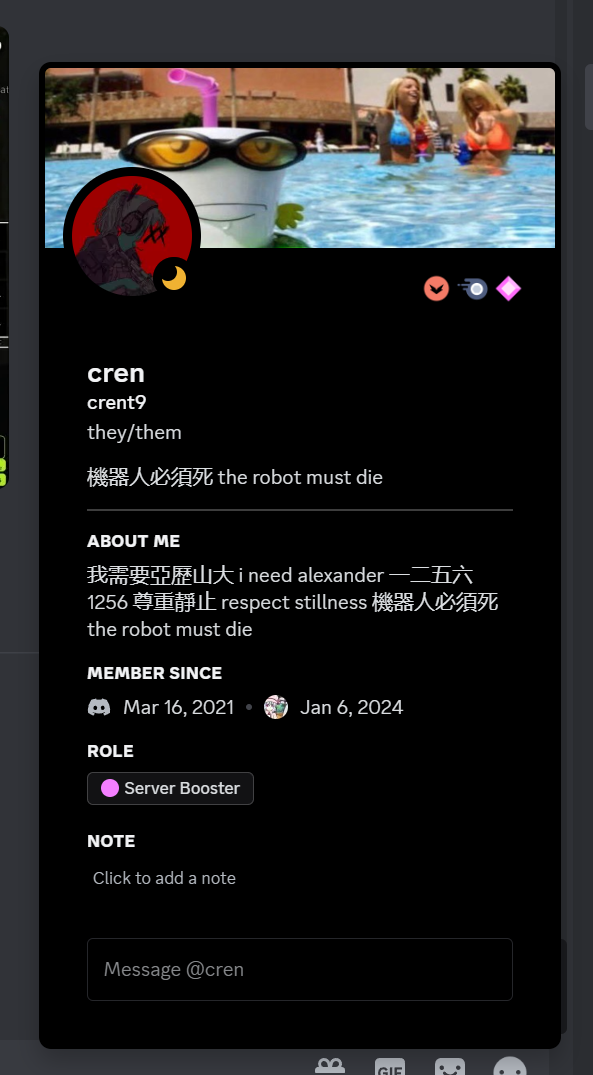 cren
crent9
they/them
機器人必須死 the robot must die
ABOUT ME
我需要亞歷山大 i need alexander 一二五六
1256 尊重靜止 respect stillness 機器人必須死
the robot must die
MEMBER SINCE
Mar 16, 2021 • Jan 6, 2024
ROLE
Server Booster
NOTE
Click to add a note
Message @cren
GIF